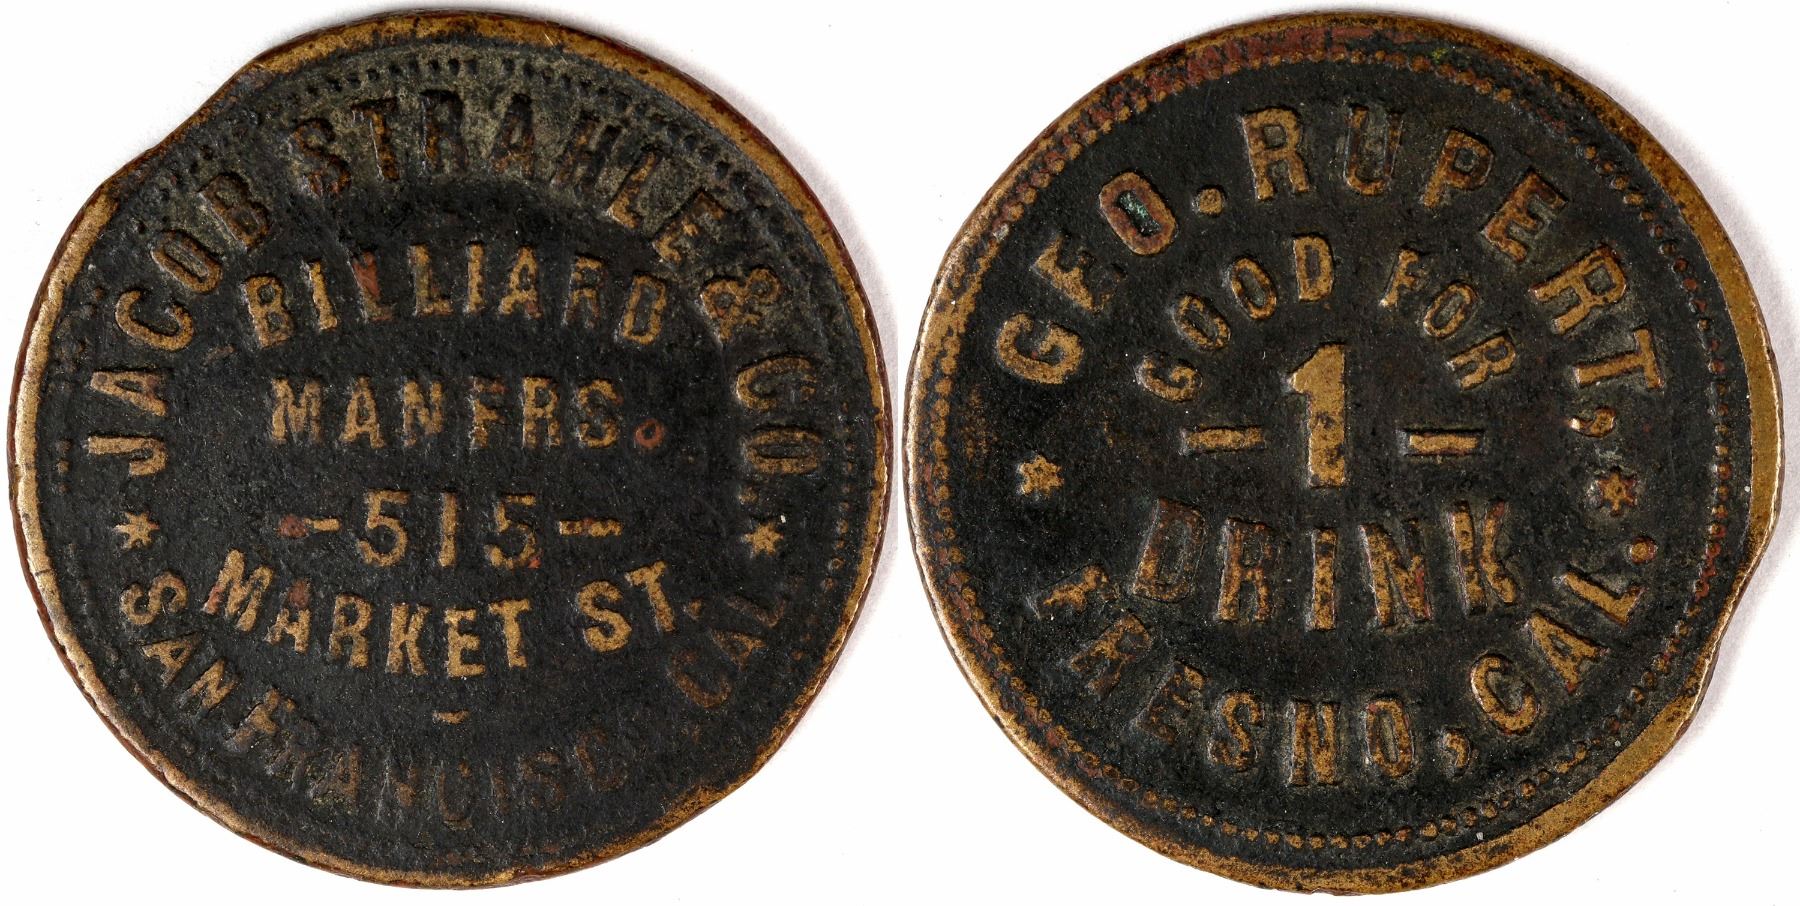 JACOB STRAHLE & CO.
BILLIARD
MANFRS.
-515-
MARKET ST.
SAN FRANCISCO, CAL.
GEO. RUPERT,
GOOD FOR
-1-
DRINK
FRESNO, CAL.